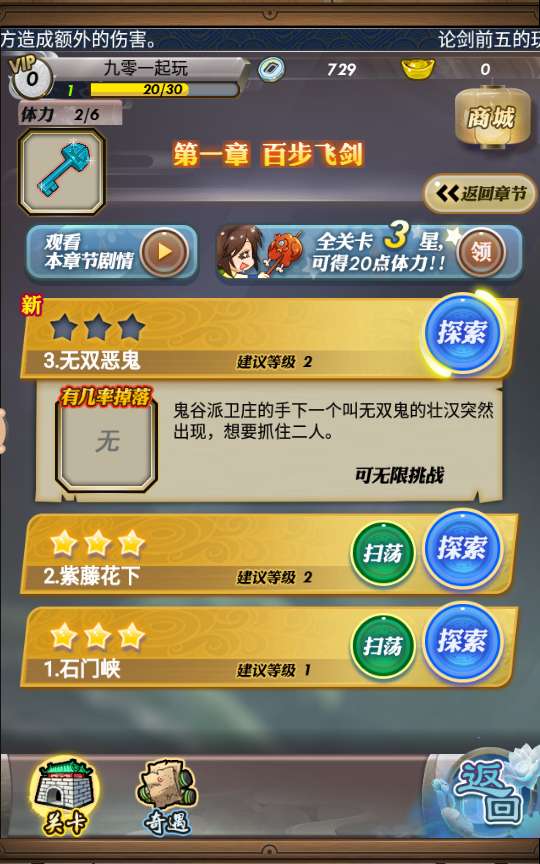 方造成额外的伤害。
论剑前五的玩
VIP
0
九零一起玩
729
0
1
20/30
体力 2/6
商城
第一章 百步飞剑
返回章节
观看
本章节剧情
全关卡3星,
可得20点体力!!
领
新
探索
3.无双恶鬼
建议等级 2
有几率掉落
无
鬼谷派卫庄的手下一个叫无双鬼的壮汉突然
出现，想要抓住二人。
可无限挑战
扫荡
探索
2.紫藤花下
建议等级 2
扫荡
探索
1.石门峡
建议等级 1
关卡
奇遇
返回